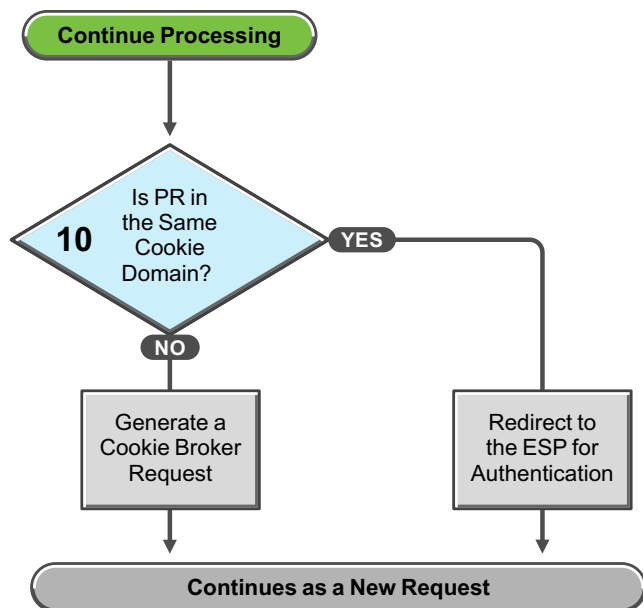 Continue Processing
Is PR in
the Same
10
Cookie
Domain?
YES
NO
Generate a
Cookie Broker
Request
Redirect to
the ESP for
Authentication
Continues as a New Request